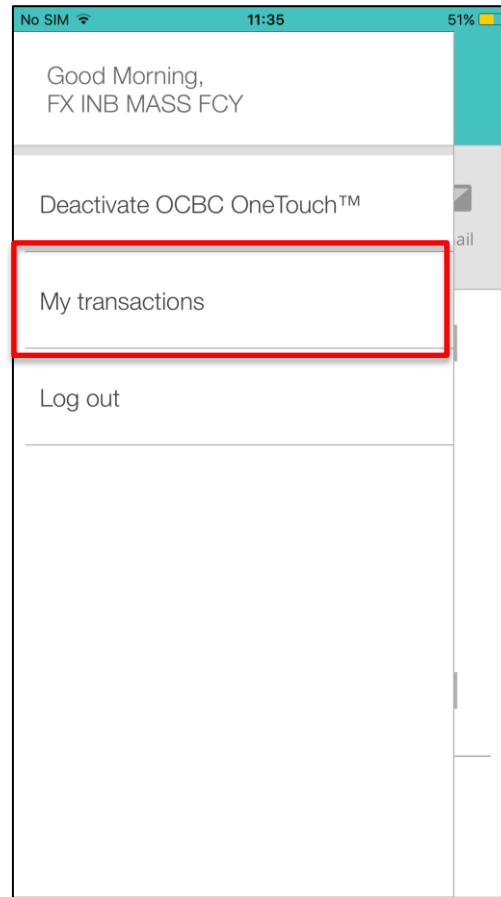 No SIM 11:35 51%
Good Morning,
FX INB MASS FCY
Deactivate OCBC OneTouch™
ail
My transactions
Log out